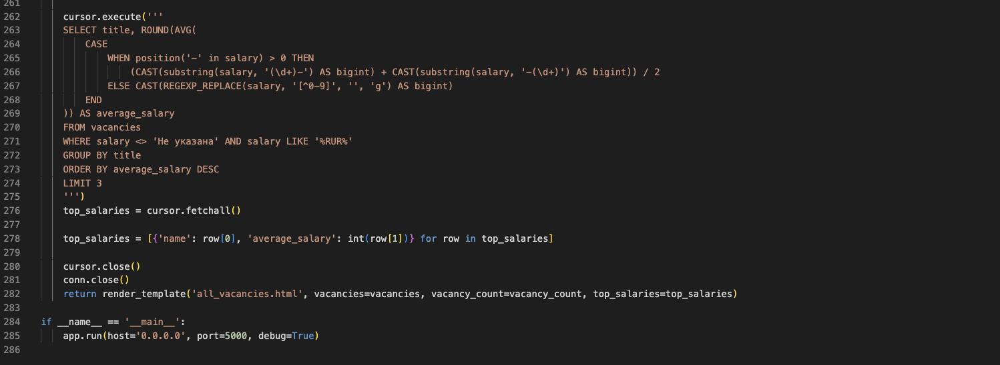 261
262 cursor.execute('''
263 SELECT title, ROUND(AVG(
264 CASE
265 WHEN position('-' in salary) > 0 THEN
266 (CAST(substring(salary, '(\d+)-') AS bigint) + CAST(substring(salary, '-(\d+)') AS bigint)) / 2
267 ELSE CAST(REGEXP_REPLACE(salary, '[^0-9]', '', 'g') AS bigint)
268 END
269 )) AS average_salary
270 FROM vacancies
271 WHERE salary <> 'Не указана' AND salary LIKE '%RUR%'
272 GROUP BY title
273 ORDER BY average_salary DESC
274 LIMIT 3
275 ''')
276 top_salaries = cursor.fetchall()
277
278 top_salaries = [{'name': row[0], 'average_salary': int(row[1])} for row in top_salaries]
279
280 cursor.close()
281 conn.close()
282 return render_template('all_vacancies.html', vacancies=vacancies, vacancy_count=vacancy_count, top_salaries=top_salaries)
283
284 if __name__ == '__main__':
285 app.run(host='0.0.0.0', port=5000, debug=True)
286